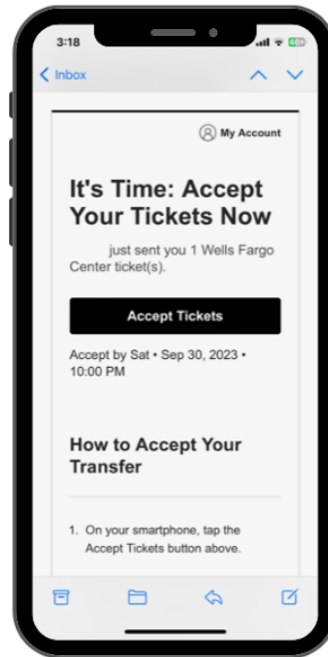 3:18
Inbox
My Account
It's Time: Accept
Your Tickets Now
just sent you 1 Wells Fargo
Center ticket(s).
Accept Tickets
Accept by Sat • Sep 30, 2023 •
10:00 PM
How to Accept Your
Transfer
1. On your smartphone, tap the
Accept Tickets button above.